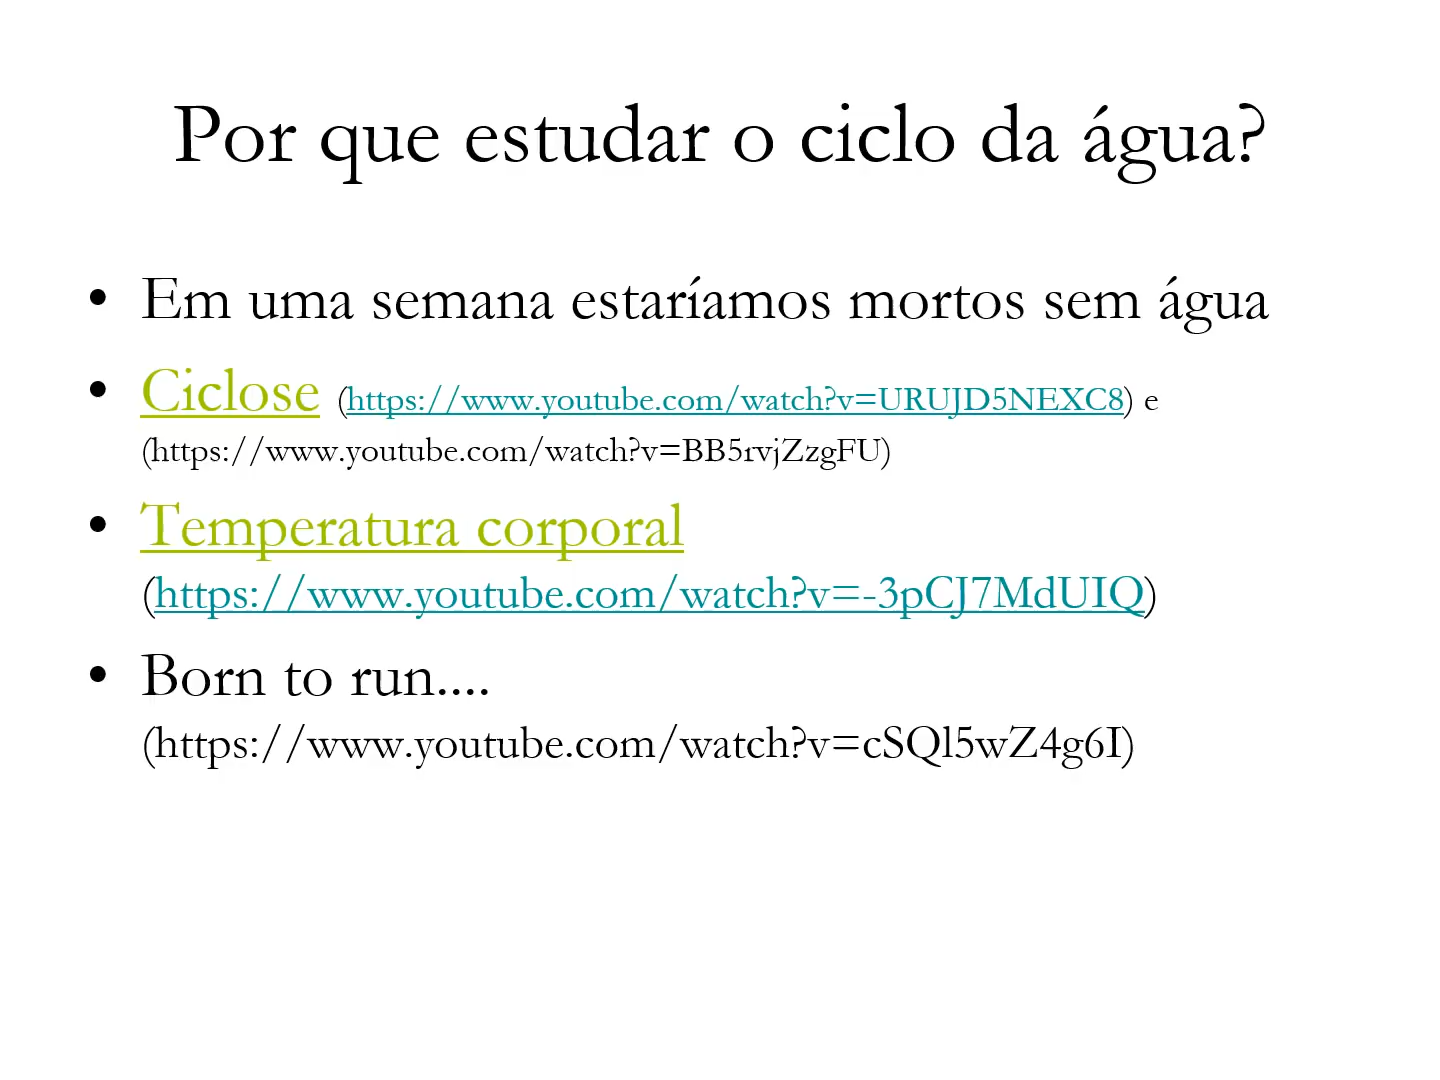 Por que estudar o ciclo da água?
• Em uma semana estaríamos mortos sem água
• Ciclose (https://www.youtube.com/watch?v=URUJD5NEXC8) e
(https://www.youtube.com/watch?v=BB5rvjZzgFU)
• Temperatura corporal
(https://www.youtube.com/watch?v=-3pCJ7MdUIQ)
• Born to run....
(https://www.youtube.com/watch?v=cSQl5wZ4g6I)